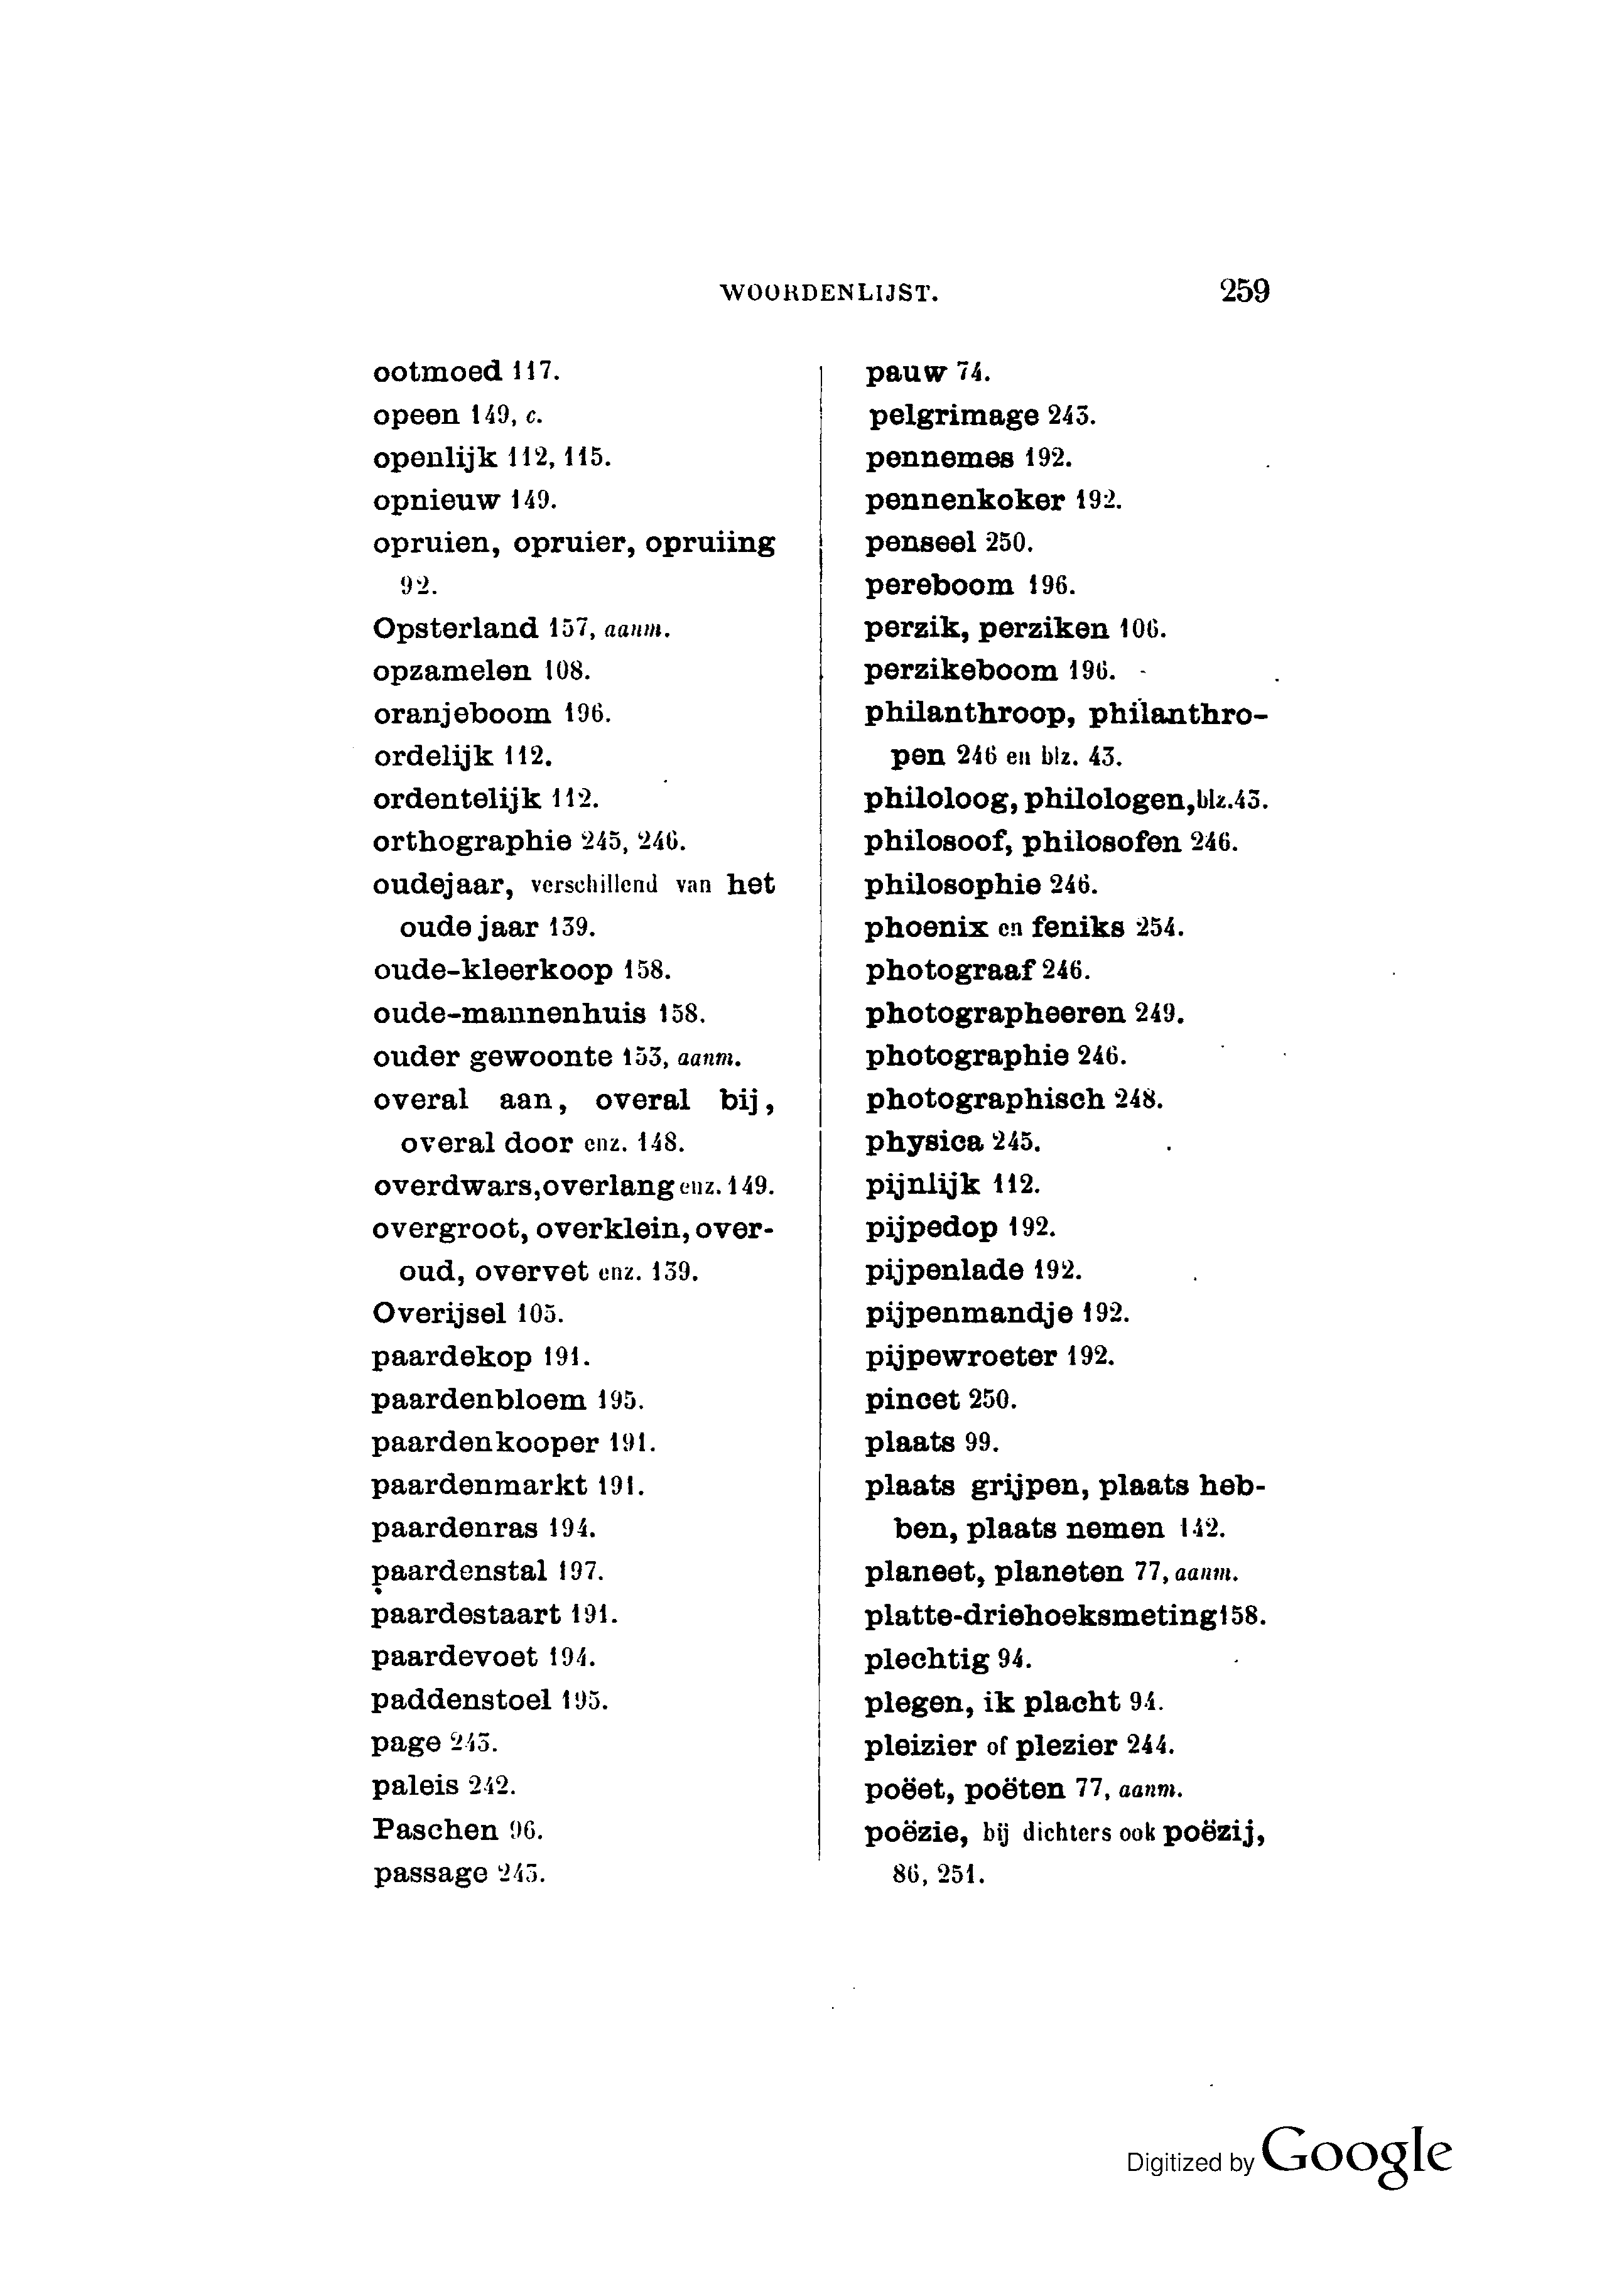 WOORDENLIJST. 259
ootmoed 117.
opeen 149, c.
openlijk 112, 115.
opnieuw 149.
opruien, opruier, opruiing
92.
Opsterland 157, aanm.
opzamelen 108.
oranjeboom 196.
ordelijk 112.
ordentelijk 112.
orthographie 245, 246.
oudejaar, verschillend van het
oude jaar 139.
oude-kleerkoop 158.
oude-mannenhuis 158.
ouder gewoonte 153, aanm.
overal aan, overal bij,
overal door enz. 148.
overdwars, overlang enz. 149.
overgroot, overklein, over-
oud, overvet enz. 139.
Overijsel 105.
paardekop 191.
paardenbloem 195.
paardenkooper 191.
paardenmarkt 191.
paardenras 194.
paardenstal 197.
paardestaart 191.
paardevoet 194.
paddenstoel 195.
page 243.
paleis 242.
Paschen 96.
passage 243.
pauw 74.
pelgrimage 243.
pennemes 192.
pennenkoker 192.
penseel 250.
pereboom 196.
perzik, perziken 106.
perzikeboom 196.
philanthroop, philanthro-
pen 246 en blz. 43.
philoloog, philologen, blz. 43.
philosoof, philosofen 246.
philosophie 246.
phoenix en feniks 254.
photograaf 246.
photographeeren 249.
photographie 246.
photographisch 248.
physica 245.
pijnlijk 112.
pijpedop 192.
pijpenlade 192.
pijpenmandje 192.
pijpewroeter 192.
pincet 250.
plaats 99.
plaats grijpen, plaats heb-
ben, plaats nemen 142.
planeet, planeten 77, aanm.
platte-driehoeksmeting 158.
plechtig 94.
plegen, ik placht 94.
pleizier of plezier 244.
poëet, poëten 77, aanm.
poëzie, bij dichters ook poëzij,
86, 251.
Digitized by Google